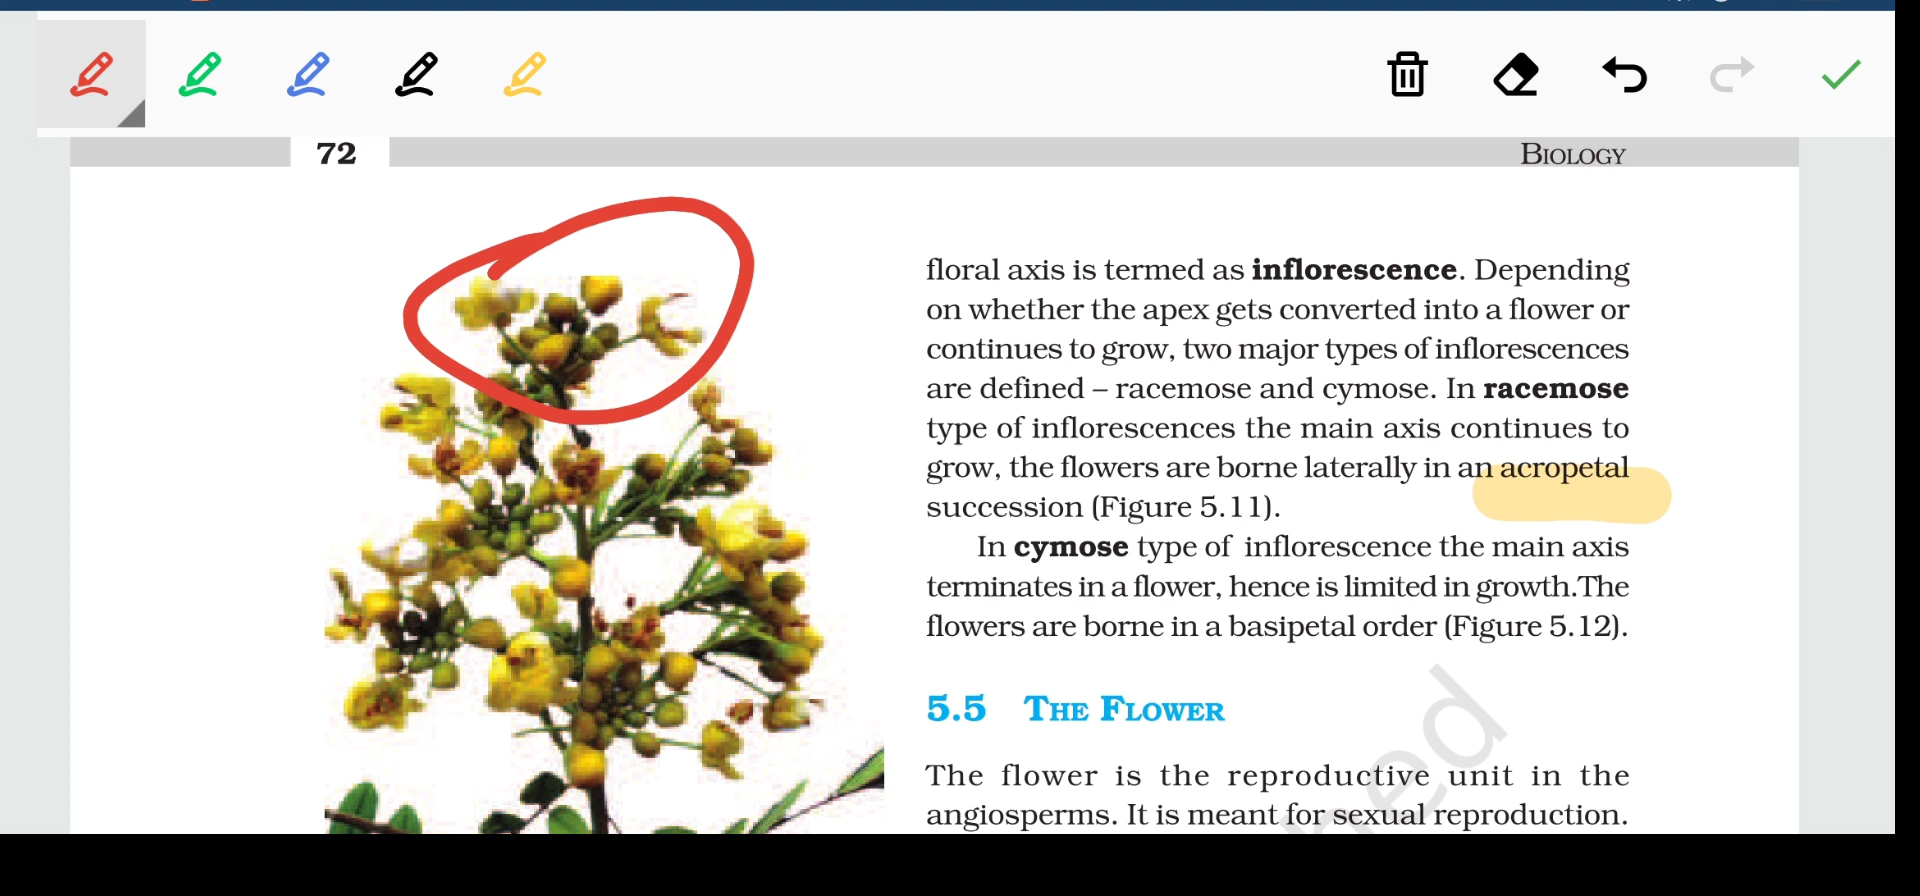 72
BIOLOGY
floral axis is termed as inflorescence. Depending
on whether the apex gets converted into a flower or
continues to grow, two major types of inflorescences
are defined – racemose and cymose. In racemose
type of inflorescences the main axis continues to
grow, the flowers are borne laterally in an acropetal
succession (Figure 5.11).
In cymose type of inflorescence the main axis
terminates in a flower, hence is limited in growth.The
flowers are borne in a basipetal order (Figure 5.12).
5.5 THE FLOWER
The flower is the reproductive unit in the
angiosperms. It is meant for sexual reproduction.